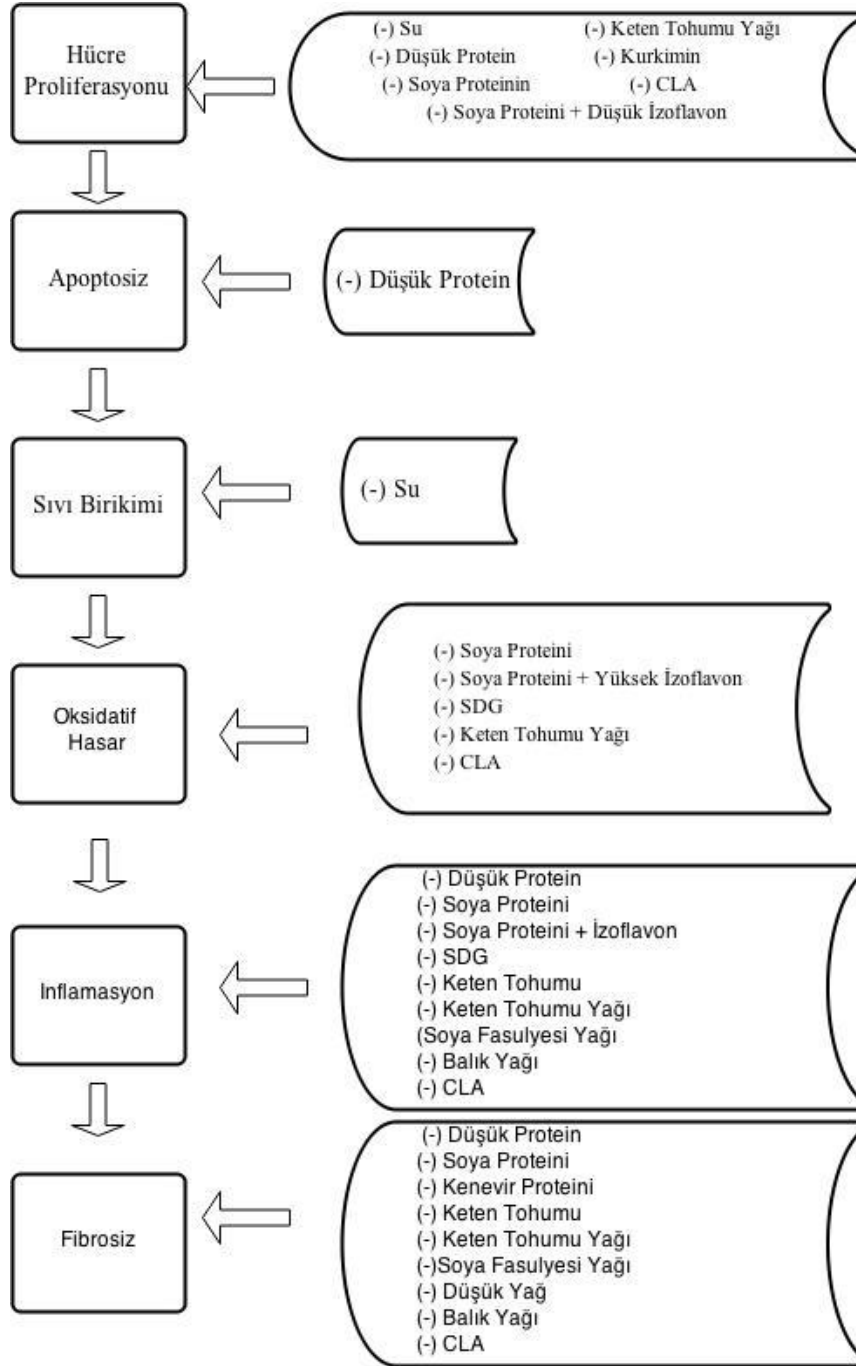 Hücre
Proliferasyonu
(-) Su (-) Keten Tohumu Yağı
(-) Düşük Protein (-) Kurkimin
(-) Soya Proteinin (-) CLA
(-) Soya Proteini + Düşük İzoflavon
Apoptosiz
(-) Düşük Protein
Sıvı Birikimi
(-) Su
Oksidatif
Hasar
(-) Soya Proteini
(-) Soya Proteini + Yüksek İzoflavon
(-) SDG
(-) Keten Tohumu Yağı
(-) CLA
Inflamasyon
(-) Düşük Protein
(-) Soya Proteini
(-) Soya Proteini + İzoflavon
(-) SDG
(-) Keten Tohumu
(-) Keten Tohumu Yağı
(Soya Fasulyesi Yağı
(-) Balık Yağı
(-) CLA
Fibrosiz
(-) Düşük Protein
(-) Soya Proteini
(-) Kenevir Proteini
(-) Keten Tohumu
(-) Keten Tohumu Yağı
(-)Soya Fasulyesi Yağı
(-) Düşük Yağ
(-) Balık Yağı
(-) CLA